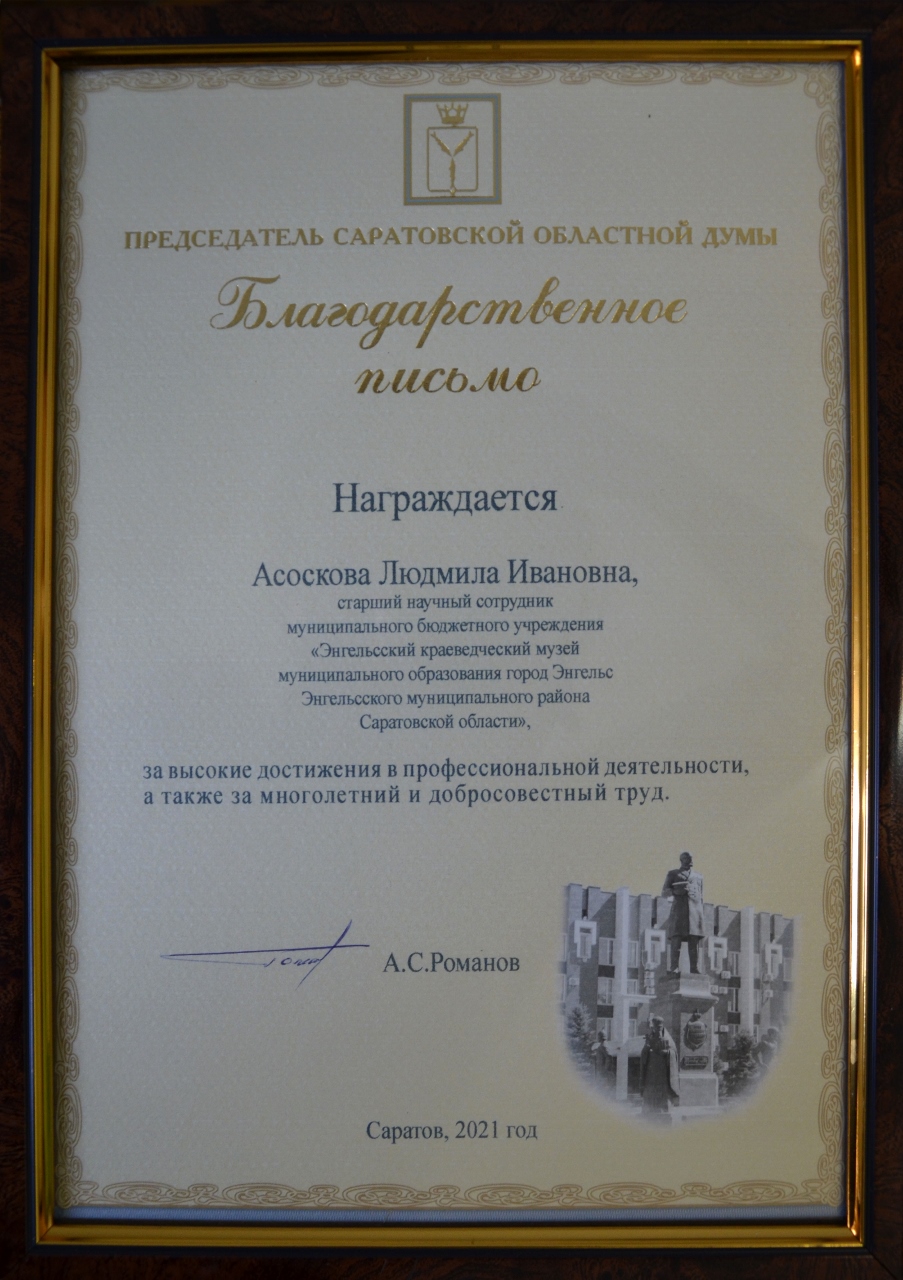 ПРЕДСЕДАТЕЛЬ САРАТОВСКОЙ ОБЛАСТНОЙ ДУМЫ
Благодарственное
письмо
Награждается
Асоскова Людмила Ивановна,
старший научный сотрудник
муниципального бюджетного учреждения
«Энгельсский краеведческий музей
муниципального образования город Энгельс
Энгельсского муниципального района
Саратовской области»,
за высокие достижения в профессиональной деятельности,
а также за многолетний и добросовестный труд.
А.С.Романов
Саратов, 2021 год